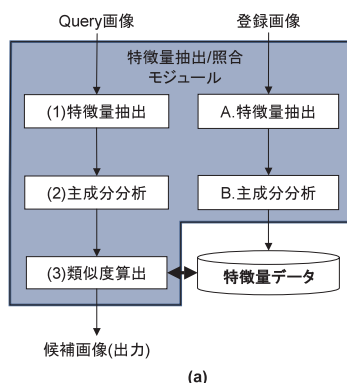 Query画像
登録画像
特徴量抽出/照合
モジュール
(1)特徴量抽出
A.特徴量抽出
(2)主成分分析
B.主成分分析
(3)類似度算出
特徴量データ
候補画像(出力)
(a)